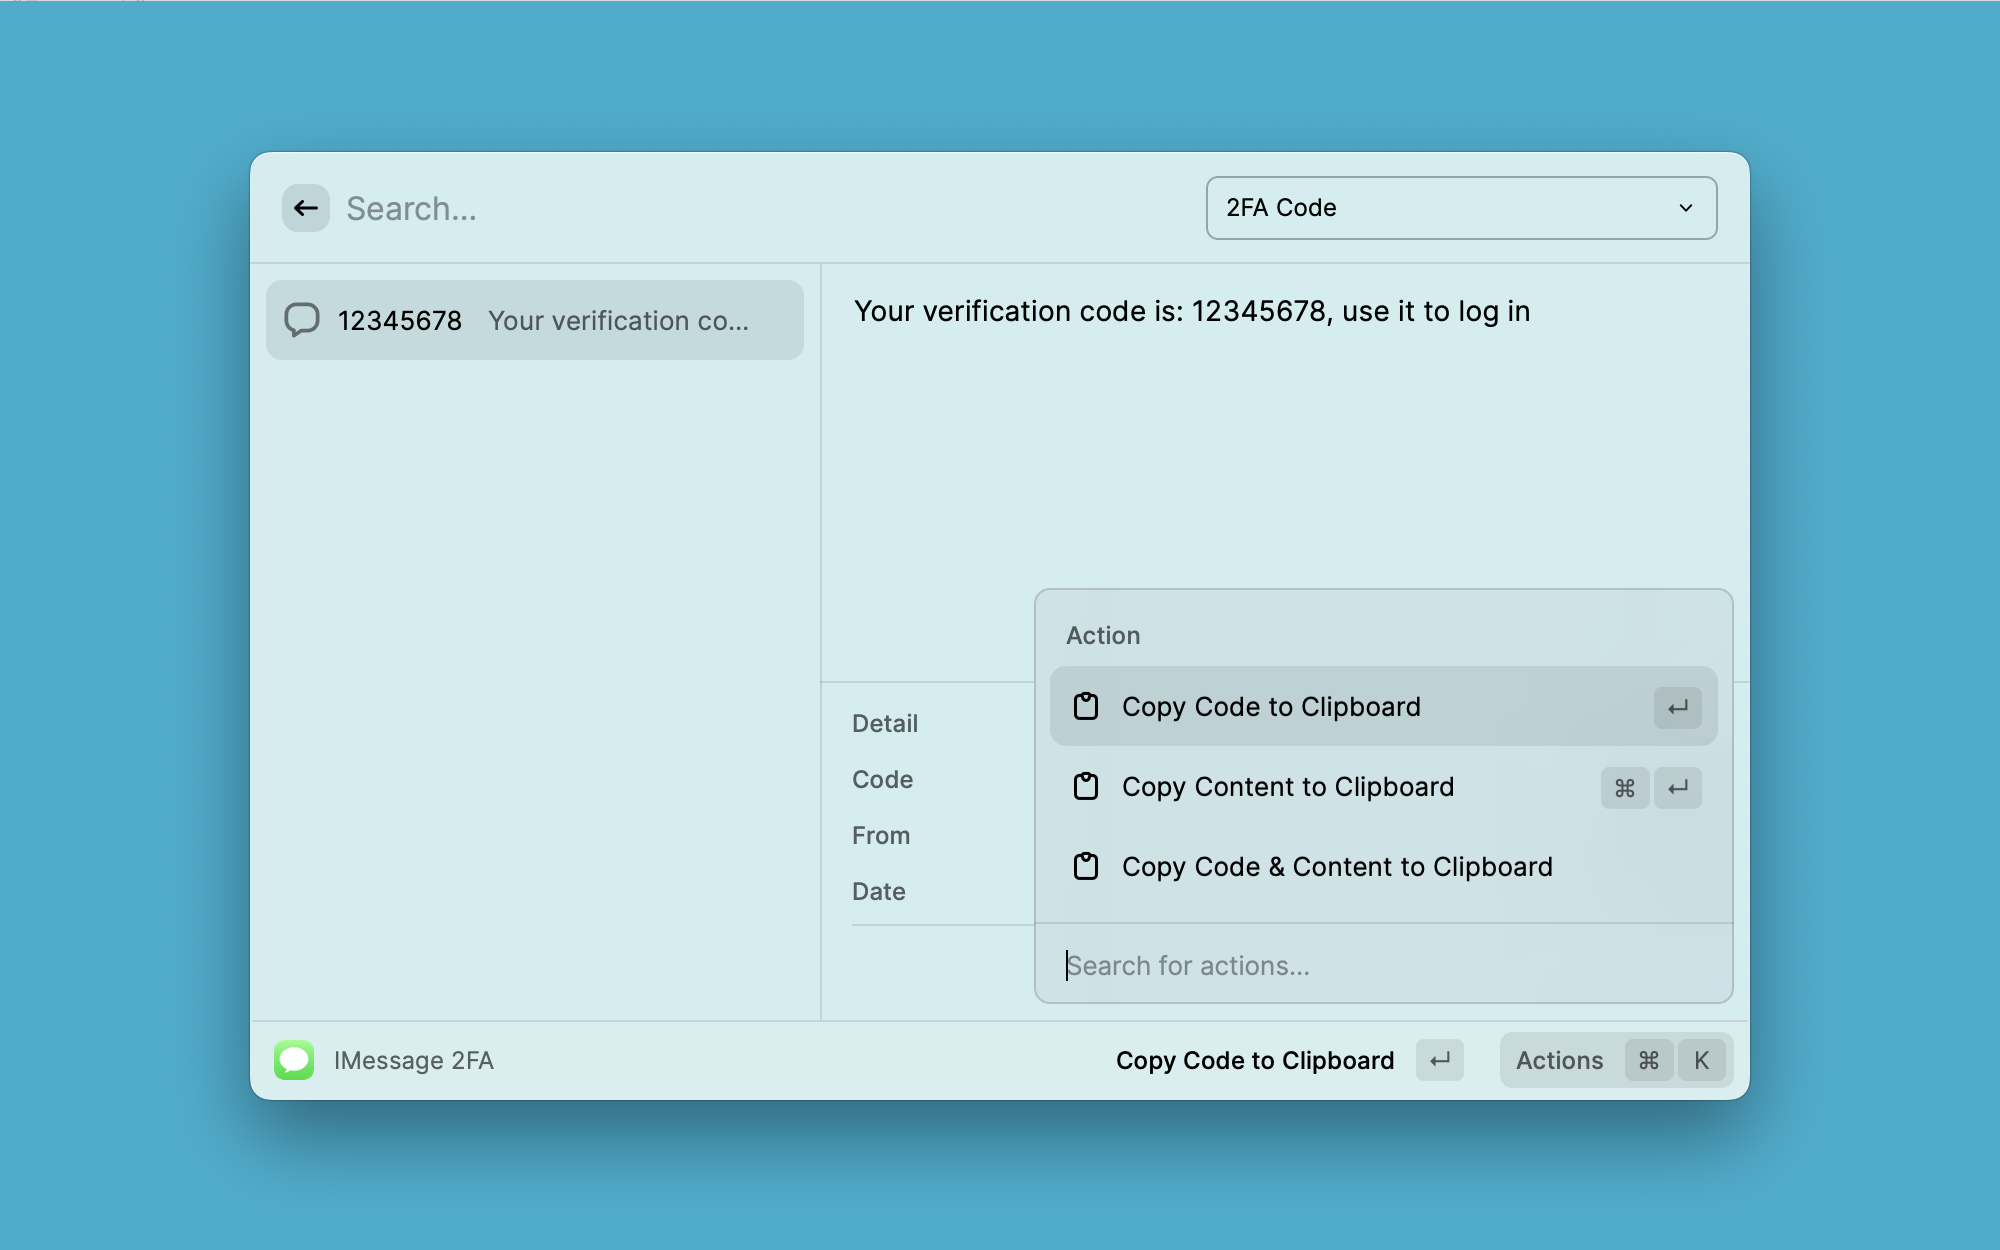 Search...
2FA Code
12345678 Your verification co...
Your verification code is: 12345678, use it to log in
Detail
Code
From
Date
Action
Copy Code to Clipboard ↵
Copy Content to Clipboard ⌘ ↵
Copy Code & Content to Clipboard
Search for actions...
IMessage 2FA
Copy Code to Clipboard ↵
Actions ⌘ K